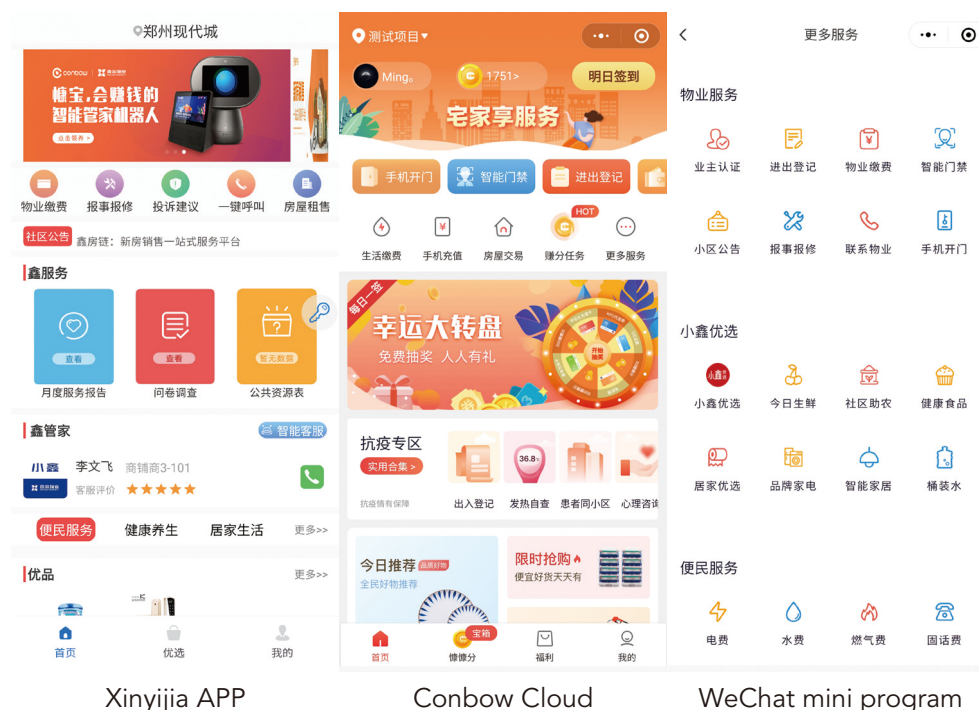 郑州现代城
conbow
慷宝,会赚钱的
智能管家机器人
点击领养 >
物业缴费 报事报修 投诉建议 一键呼叫 房屋租售
社区公告 鑫房链：新房销售一站式服务平台
鑫服务
查看 查看 暂无数据
月度服务报告 问卷调查 公共资源表
鑫管家 智能客服
李文飞 商铺商3-101
客服评价
便民服务 健康养生 居家生活 更多>>
优品 更多>>
首页 优选 我的
Xinyijia APP
测试项目
Ming。 1751> 明日签到
宅家享服务
手机开门 智能门禁 进出登记
HOT
生活缴费 手机充值 房屋交易 赚分任务 更多服务
每日一签
幸运大转盘
免费抽奖 人人有礼
开始
抽奖
抗疫专区
实用合集 >
36.8
抗疫情有保障 出入登记 发热自查 患者同小区 心理咨询
今日推荐 品质好物
全民好物推荐
限时抢购
便宜好货天天有
宝箱
首页 慷慷分 福利 我的
Conbow Cloud
更多服务
物业服务
业主认证 进出登记 物业缴费 智能门禁
小区公告 报事报修 联系物业 手机开门
小鑫优选
小鑫
小鑫优选 今日生鲜 社区助农 健康食品
居家优选 品牌家电 智能家居 桶装水
便民服务
电费 水费 燃气费 固话费
WeChat mini program